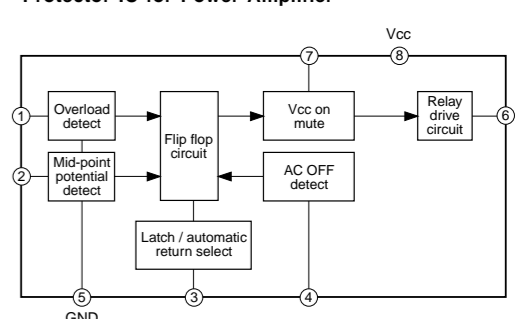 Protector IC for Power Amplifier
Vcc
7
8
1
Overload
detect
Flip flop
circuit
Vcc on
mute
Relay
drive
circuit
6
2
Mid-point
potential
detect
AC OFF
detect
Latch / automatic
return select
5
3
4
GND